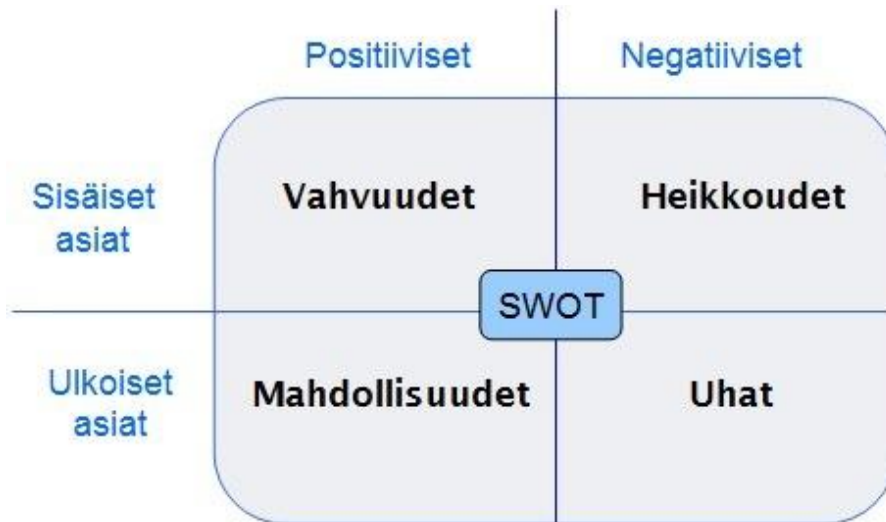 Positiiviset Negatiiviset
Sisäiset
asiat
Vahvuudet Heikkoudet
SWOT
Ulkoiset
asiat
Mahdollisuudet Uhat